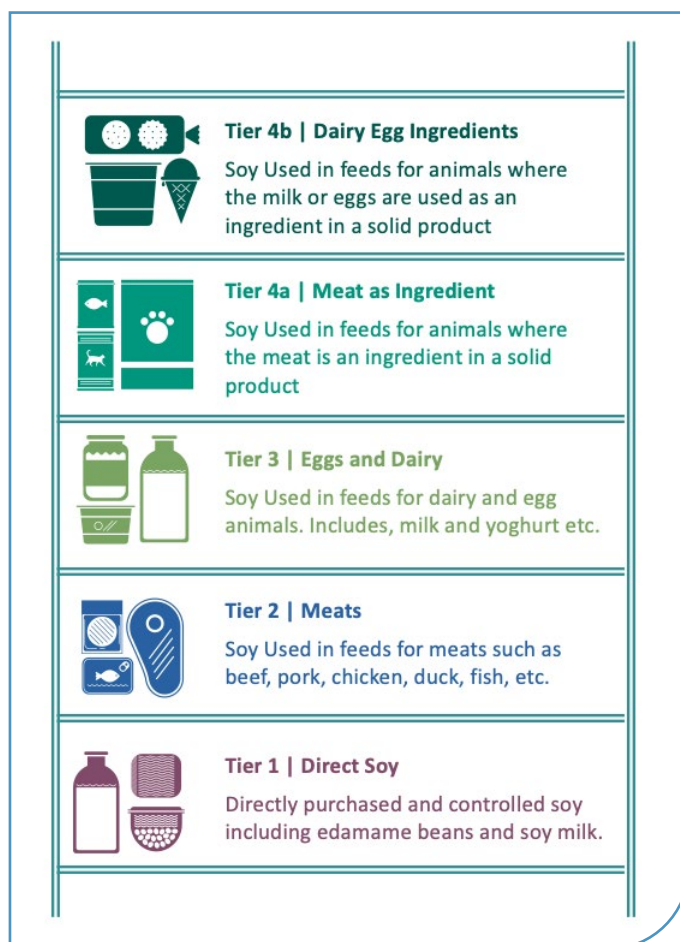 Tier 4b | Dairy Egg Ingredients
Soy Used in feeds for animals where
the milk or eggs are used as an
ingredient in a solid product
Tier 4a | Meat as Ingredient
Soy Used in feeds for animals where
the meat is an ingredient in a solid
product
Tier 3 | Eggs and Dairy
Soy Used in feeds for dairy and egg
animals. Includes, milk and yoghurt etc.
Tier 2 | Meats
Soy Used in feeds for meats such as
beef, pork, chicken, duck, fish, etc.
Tier 1 | Direct Soy
Directly purchased and controlled soy
including edamame beans and soy milk.